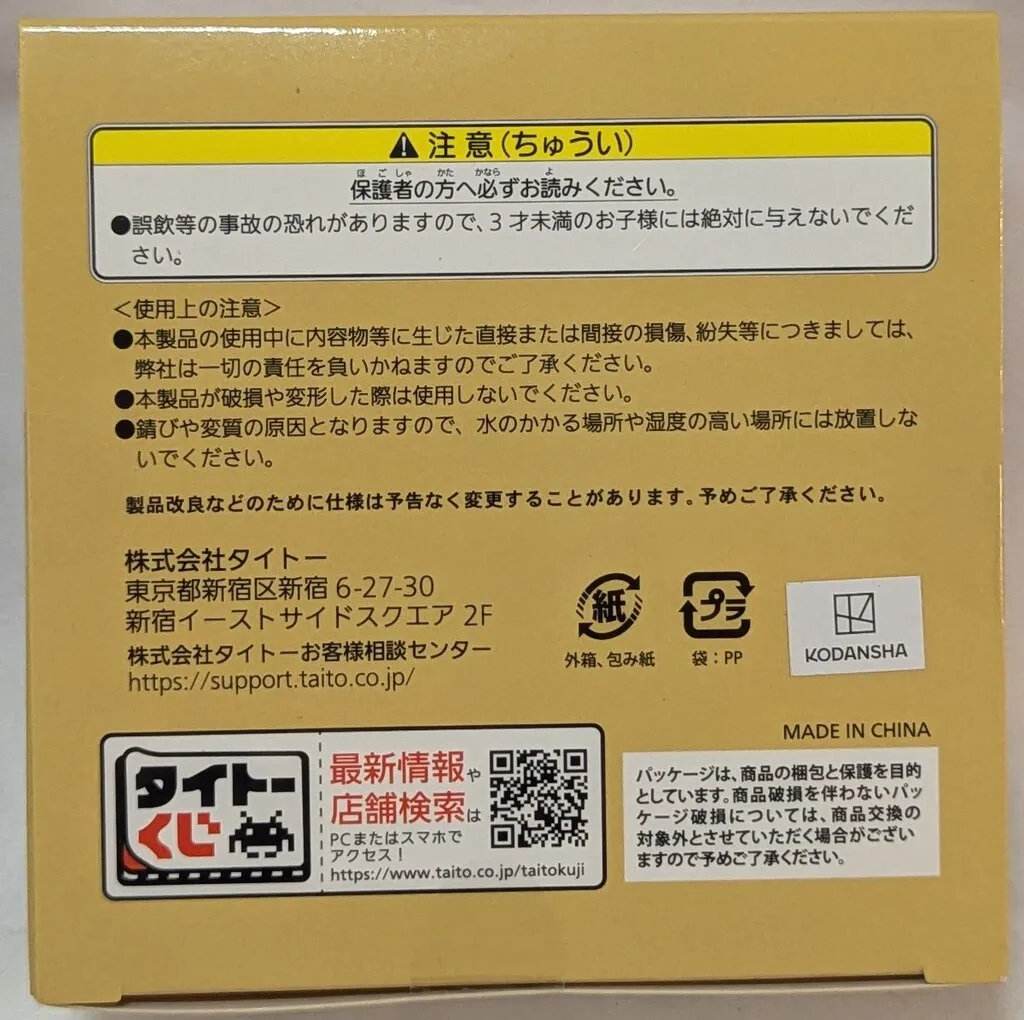 ⚠注意(ちゅうい)
保護者の方へ必ずお読みください。
●誤飲等の事故の恐れがありますので、3才未満のお子様には絶対に与えないでくだ
さい。
<使用上の注意>
●本製品の使用中に内容物等に生じた直接または間接の損傷、紛失等につきましては、
弊社は一切の責任を負いかねますのでご了承ください。
●本製品が破損や変形した際は使用しないでください。
●錆びや変質の原因となりますので、水のかかる場所や湿度の高い場所には放置しな
いでください。
製品改良などのために仕様は予告なく変更することがあります。予めご了承ください。
株式会社タイトー
東京都新宿区新宿 6-27-30
新宿イーストサイドスクエア 2F
株式会社タイトーお客様相談センター
https://support.taito.co.jp/
紙
外箱、包み紙
プラ
袋:PP
KODANSHA
MADE IN CHINA
タイトー
くじ
最新情報や
店舗検索は
PCまたはスマホで
アクセス!
https://www.taito.co.jp/taitokuji
パッケージは、商品の梱包と保護を目的
としています。商品破損を伴わないパッ
ケージ破損については、商品交換の
対象外とさせていただく場合がござい
ますので予めご了承ください。